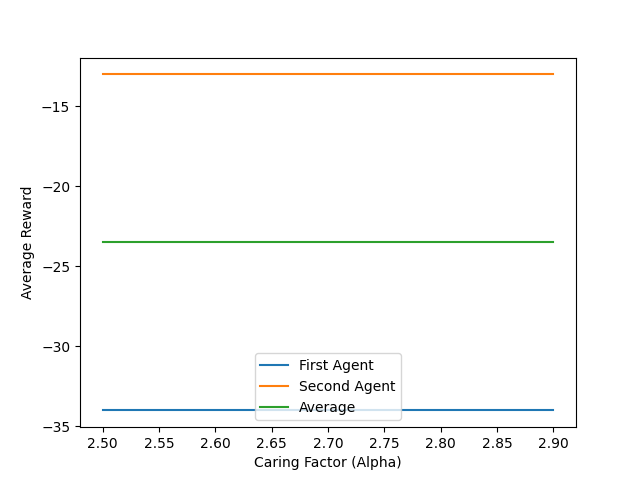 −15
−20
−25
−30
−35
Average Reward
First Agent
Second Agent
Average
2.50 2.55 2.60 2.65 2.70 2.75 2.80 2.85 2.90
Caring Factor (Alpha)